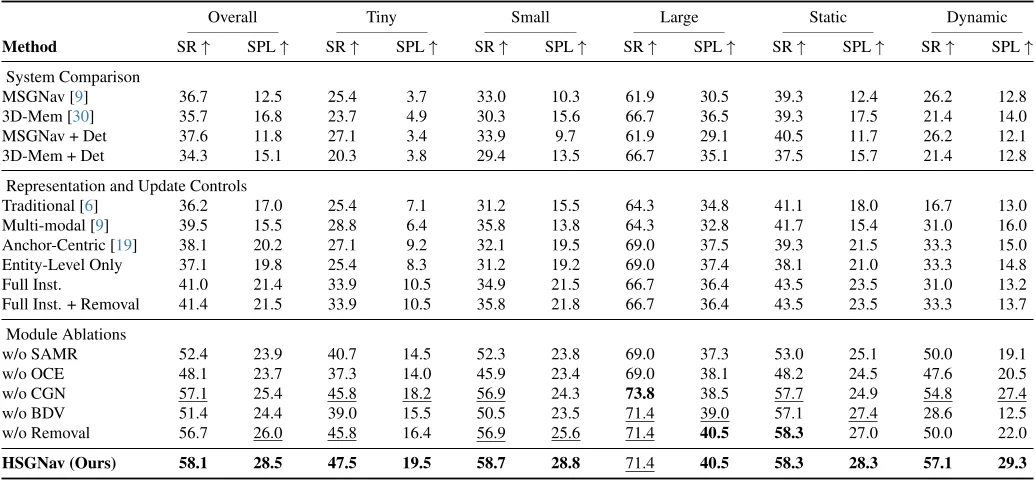 Overall Tiny Small Large Static Dynamic
Method SR ↑ SPL ↑ SR ↑ SPL ↑ SR ↑ SPL ↑ SR ↑ SPL ↑ SR ↑ SPL ↑ SR ↑ SPL ↑
System Comparison
MSGNav [9] 36.7 12.5 25.4 3.7 33.0 10.3 61.9 30.5 39.3 12.4 26.2 12.8
3D-Mem [30] 35.7 16.8 23.7 4.9 30.3 15.6 66.7 36.5 39.3 17.5 21.4 14.0
MSGNav + Det 37.6 11.8 27.1 3.4 33.9 9.7 61.9 29.1 40.5 11.7 26.2 12.1
3D-Mem + Det 34.3 15.1 20.3 3.8 29.4 13.5 66.7 35.1 37.5 15.7 21.4 12.8
Representation and Update Controls
Traditional [6] 36.2 17.0 25.4 7.1 31.2 15.5 64.3 34.8 41.1 18.0 16.7 13.0
Multi-modal [9] 39.5 15.5 28.8 6.4 35.8 13.8 64.3 32.8 41.7 15.4 31.0 16.0
Anchor-Centric [19] 38.1 20.2 27.1 9.2 32.1 19.5 69.0 37.5 39.3 21.5 33.3 15.0
Entity-Level Only 37.1 19.8 25.4 8.3 31.2 19.2 69.0 37.4 38.1 21.0 33.3 14.8
Full Inst. 41.0 21.4 33.9 10.5 34.9 21.5 66.7 36.4 43.5 23.5 31.0 13.2
Full Inst. + Removal 41.4 21.5 33.9 10.5 35.8 21.8 66.7 36.4 43.5 23.5 33.3 13.7
Module Ablations
w/o SAMR 52.4 23.9 40.7 14.5 52.3 23.8 69.0 37.3 53.0 25.1 50.0 19.1
w/o OCE 48.1 23.7 37.3 14.0 45.9 23.4 69.0 38.1 48.2 24.5 47.6 20.5
w/o CGN 57.1 25.4 45.8 18.2 56.9 24.3 73.8 38.5 57.7 24.9 54.8 27.4
w/o BDV 51.4 24.4 39.0 15.5 50.5 23.5 71.4 39.0 57.1 27.4 28.6 12.5
w/o Removal 56.7 26.0 45.8 16.4 56.9 25.6 71.4 40.5 58.3 27.0 50.0 22.0
HSGNav (Ours) 58.1 28.5 47.5 19.5 58.7 28.8 71.4 40.5 58.3 28.3 57.1 29.3